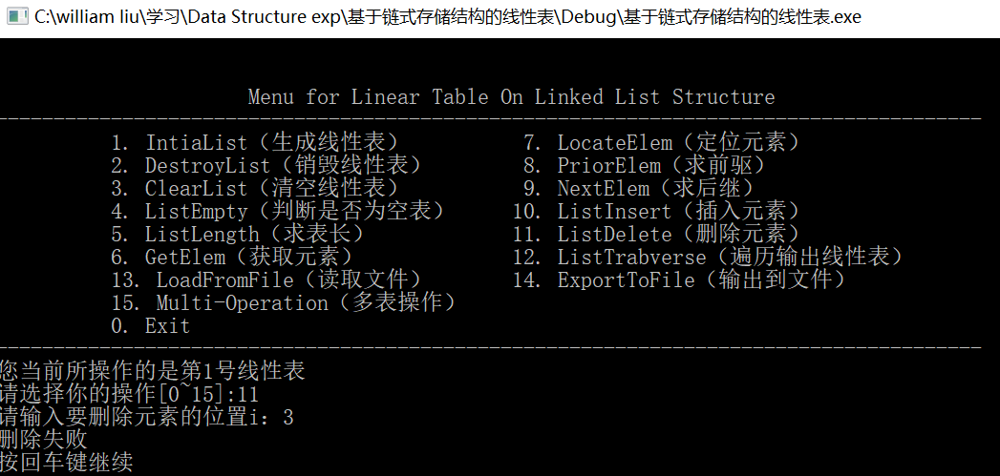 C:\william liu\学习\Data Structure exp\基于链式存储结构的线性表\Debug\基于链式存储结构的线性表.exe
Menu for Linear Table On Linked List Structure
--------------------------------------------------------------------------------------
1. IntiaList（生成线性表） 7. LocateElem（定位元素）
2. DestroyList（销毁线性表） 8. PriorElem（求前驱）
3. ClearList（清空线性表） 9. NextElem（求后继）
4. ListEmpty（判断是否为空表） 10. ListInsert（插入元素）
5. ListLength（求表长） 11. ListDelete（删除元素）
6. GetElem（获取元素） 12. ListTrabverse（遍历输出线性表）
13. LoadFromFile（读取文件） 14. ExportToFile（输出到文件）
15. Multi-Operation（多表操作）
0. Exit
--------------------------------------------------------------------------------------
您当前所操作的是第1号线性表
请选择你的操作[0~15]:11
请输入要删除元素的位置i：3
删除失败
按回车键继续